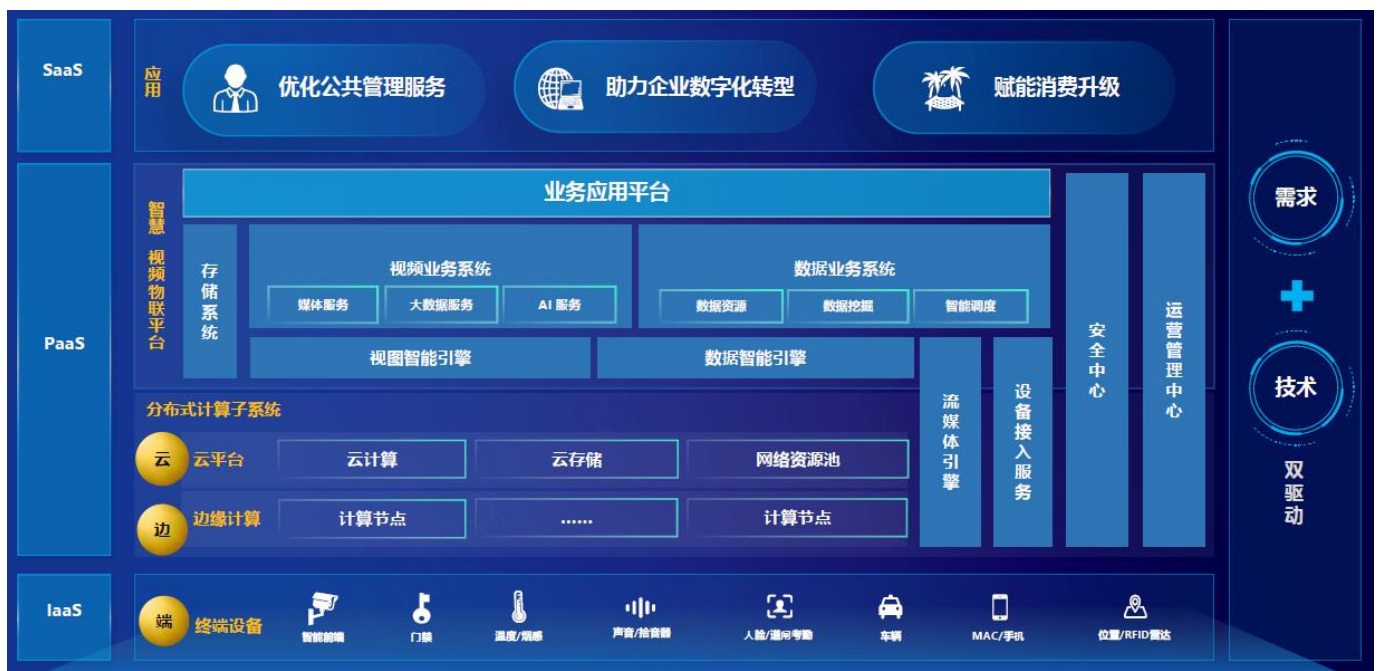 SaaS
应用
优化公共管理服务
助力企业数字化转型
赋能消费升级
PaaS
智慧 视频物联平台
业务应用平台
存储系统
视频业务系统
媒体服务
大数据服务
AI 服务
数据业务系统
数据资源
数据挖掘
智能调度
视图智能引擎
数据智能引擎
流媒体引擎
设备接入服务
安全中心
运营管理中心
分布式计算子系统
云
云平台
云计算
云存储
网络资源池
边
边缘计算
计算节点
......
计算节点
IaaS
端
终端设备
智能前端
门禁
温度/烟感
声音/拾音器
人脸/道闸考勤
车辆
MAC/手机
位置/RFID雷达
需求
技术
双驱动